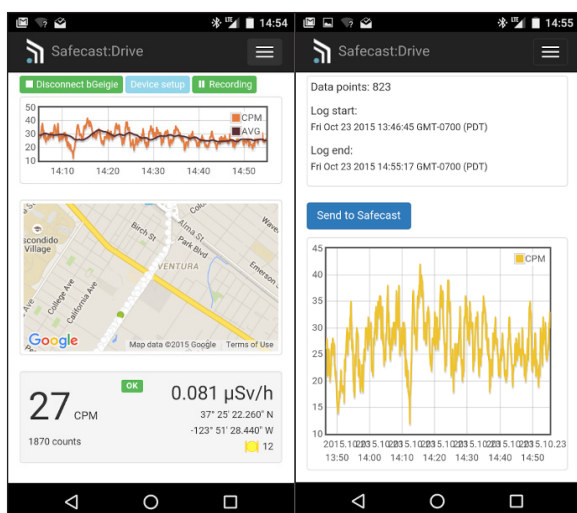 14:54
Safecast:Drive
Disconnect bGeigie
Device setup
Recording
50
40
30
20
10
CPM
AVG
14:10
14:20
14:30
14:40
14:50
Escondido
Village
Birch St
Alma St
Park Blvd
VENTURA
Emerson
College Ave
California Ave
Google
Map data ©2015 Google
Terms of Use
27 CPM
OK
0.081 µSv/h
37° 25' 22.260" N
-123° 51' 28.440" W
1870 counts
12
14:55
Safecast:Drive
Data points: 823
Log start:
Fri Oct 23 2015 13:46:45 GMT-0700 (PDT)
Log end:
Fri Oct 23 2015 14:55:17 GMT-0700 (PDT)
Send to Safecast
45
40
35
30
25
20
15
10
CPM
13:50
14:00
14:10
14:20
14:30
14:40
14:50